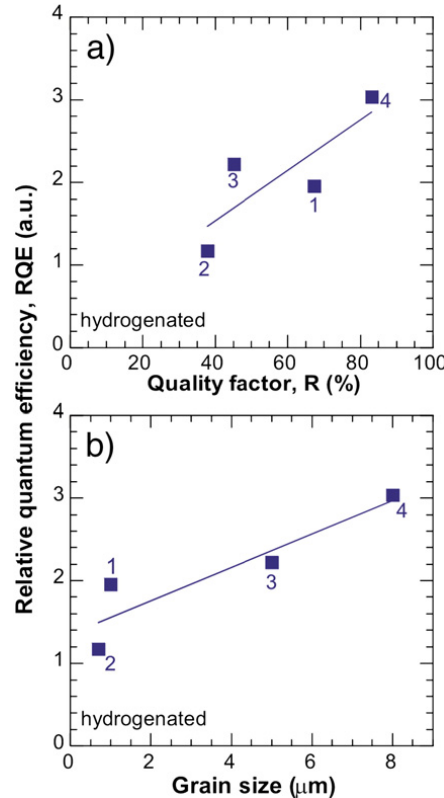 Relative quantum efficiency, RQE (a.u.)
a)
4
3
2
1
0
4
3
1
2
hydrogenated
0 20 40 60 80 100
Quality factor, R (%)
b)
4
3
2
1
0
1
4
3
2
hydrogenated
0 2 4 6 8
Grain size (μm)